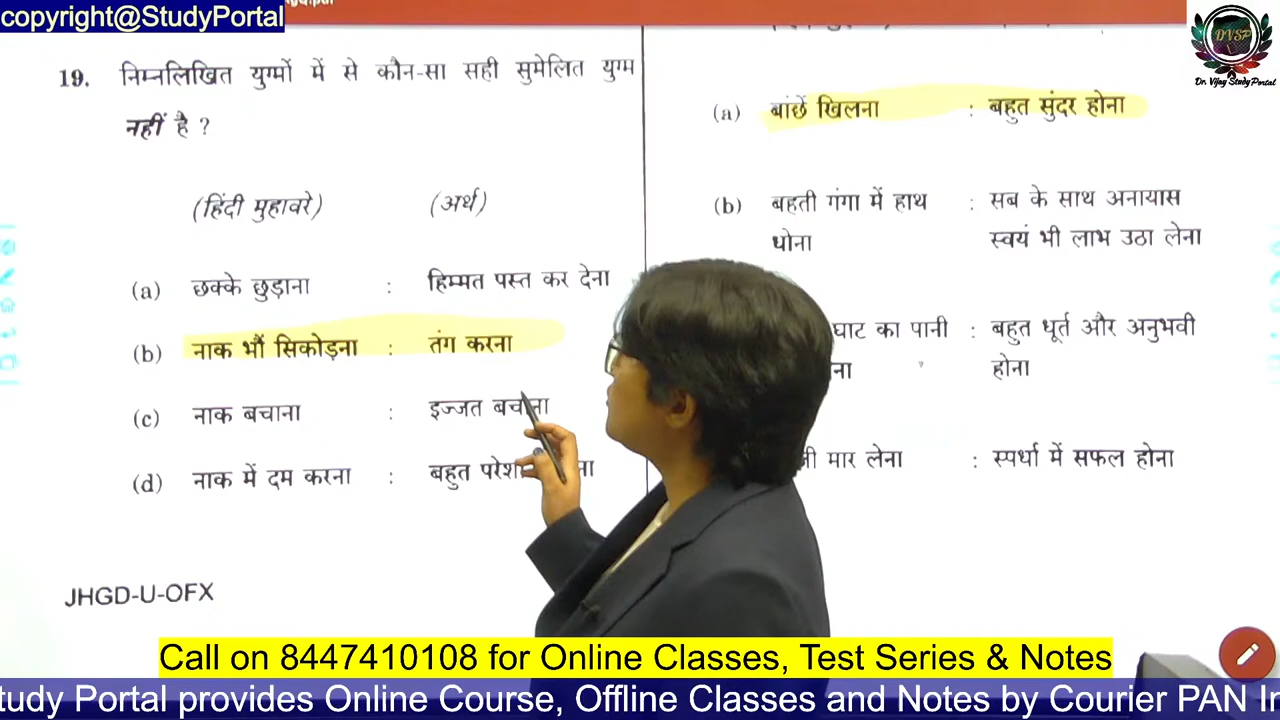 copyright@StudyPortal
DVSP
Dr. Vijay Study Portal
19. निम्नलिखित युग्मों में से कौन-सा सही सुमेलित युग्म
नहीं है ?
(हिंदी मुहावरे) (अर्थ)
(a) छक्के छुड़ाना : हिम्मत पस्त कर देना
(b) नाक भौं सिकोड़ना : तंग करना
(c) नाक बचाना : इज्जत बचाना
(d) नाक में दम करना : बहुत
JHGD-U-OFX
(a) बांछें खिलना : बहुत सुंदर होना
(b) बहती गंगा में हाथ : सब के साथ अनायास
धोना स्वयं भी लाभ उठा लेना
घाट का पानी : बहुत धूर्त और अनुभवी
होना
मार लेना : स्पर्धा में सफल होना
Call on 8447410108 for Online Classes, Test Series & Notes
Portal provides Online Course, Offline Classes and Notes by Courier PAN